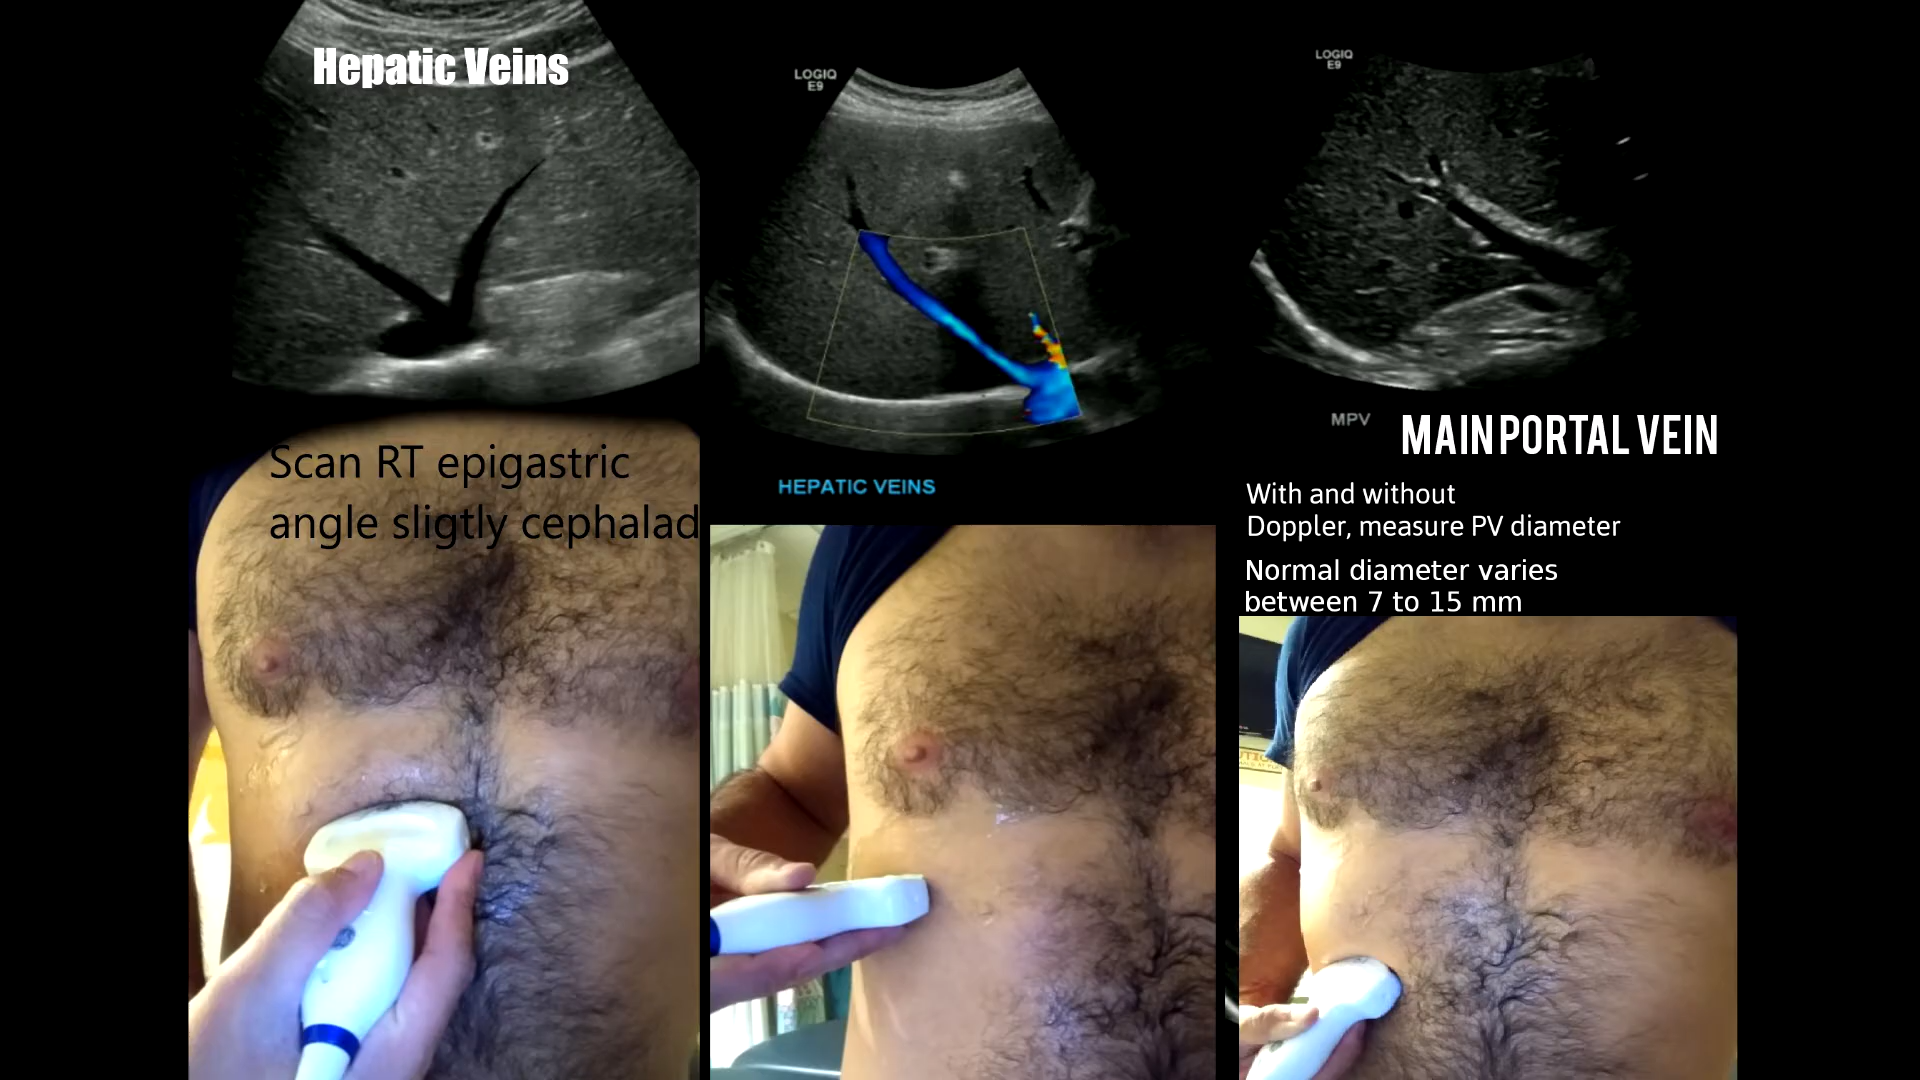 Hepatic Veins
Scan RT epigastric
angle sligtly cephalad
LOGIQ
E9
HEPATIC VEINS
LOGIQ
E9
MPV
MAIN PORTAL VEIN
With and without
Doppler, measure PV diameter
Normal diameter varies
between 7 to 15 mm